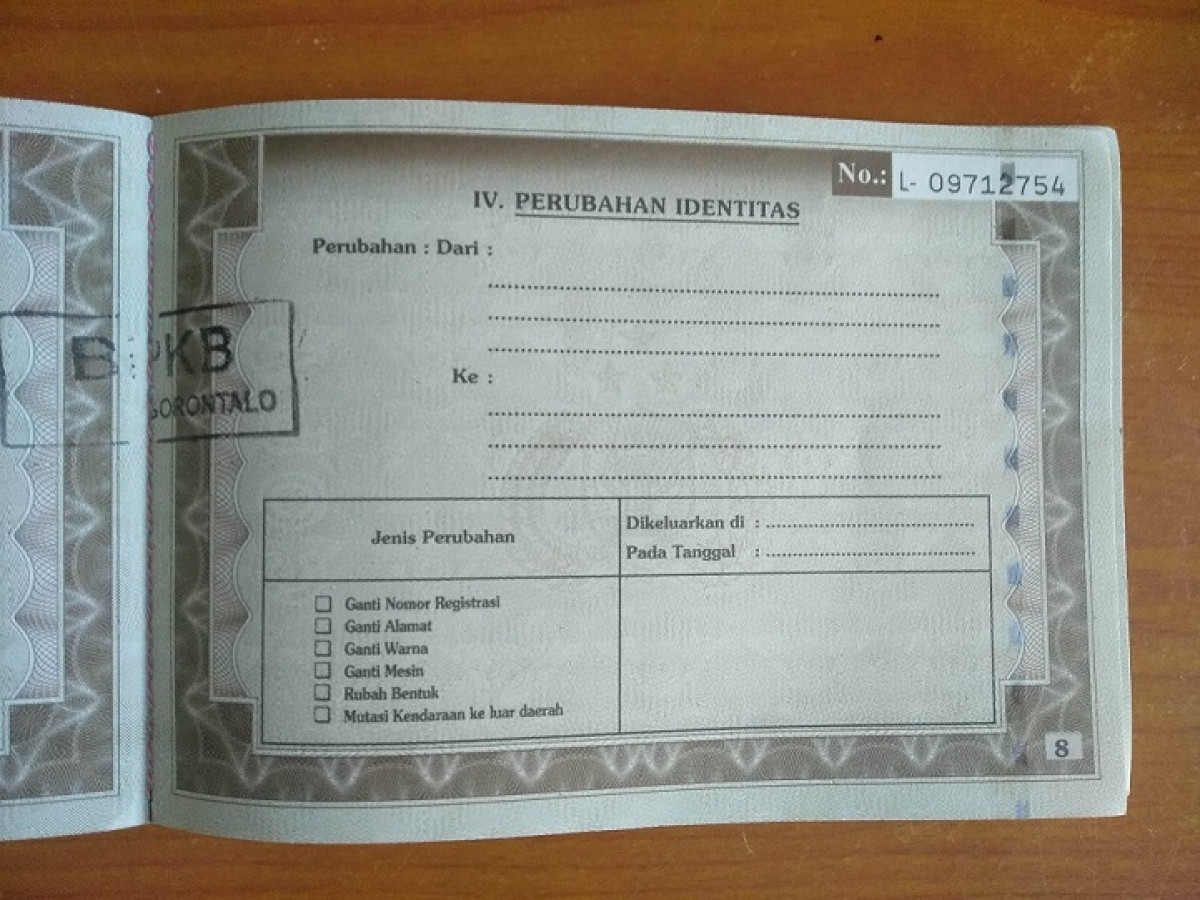 No.: L- 09712754
IV. PERUBAHAN IDENTITAS
Perubahan : Dari :
Ke :
BPKB
GORONTALO
Jenis Perubahan
Dikeluarkan di :
Pada Tanggal :
Ganti Nomor Registrasi
Ganti Alamat
Ganti Warna
Ganti Mesin
Rubah Bentuk
Mutasi Kendaraan ke luar daerah
8